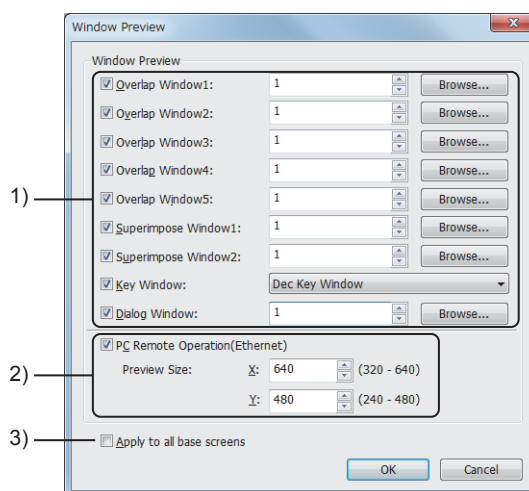 Window Preview
Window Preview
1)
Overlap Window1: 1 Browse...
Overlap Window2: 1 Browse...
Overlap Window3: 1 Browse...
Overlap Window4: 1 Browse...
Overlap Window5: 1 Browse...
Superimpose Window1: 1 Browse...
Superimpose Window2: 1 Browse...
Key Window: Dec Key Window
Dialog Window: 1 Browse...
2)
PC Remote Operation(Ethernet)
Preview Size: X: 640 (320 - 640)
Y: 480 (240 - 480)
3) Apply to all base screens
OK Cancel